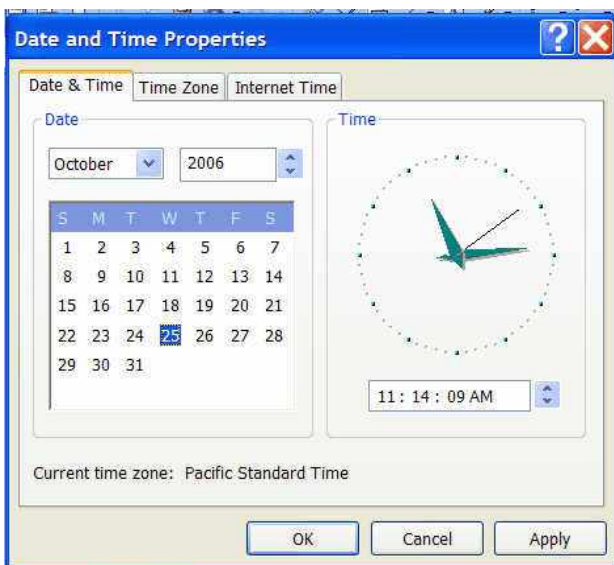 Date and Time Properties
Date & Time Time Zone Internet Time
Date
Time
October 2006
S M T W T F S
1 2 3 4 5 6 7
8 9 10 11 12 13 14
15 16 17 18 19 20 21
22 23 24 25 26 27 28
29 30 31
11 : 14 : 09 AM
Current time zone: Pacific Standard Time
OK Cancel Apply